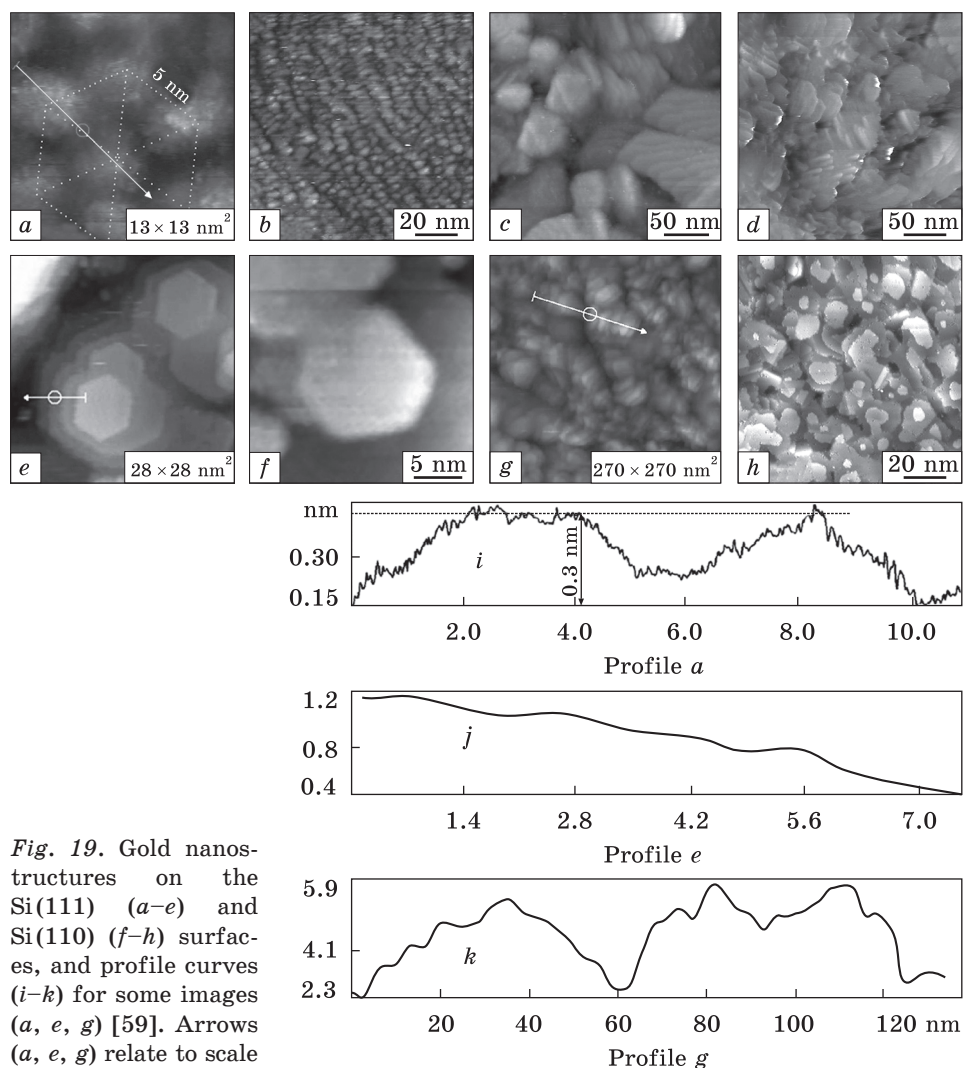 5 nm
a
13×13 nm²
b
20 nm
c
50 nm
d
50 nm
e
28×28 nm²
f
5 nm
g
270×270 nm²
h
20 nm
nm
0.30
0.15
i
0.3 nm
2.0 4.0 6.0 8.0 10.0
Profile a
1.2
0.8
0.4
j
1.4 2.8 4.2 5.6 7.0
Profile e
5.9
4.1
2.3
k
20 40 60 80 100 120 nm
Profile g
Fig. 19. Gold nanos-
tructures on the
Si(111) (a–e) and
Si(110) (f–h) surfac-
es, and profile curves
(i–k) for some images
(a, e, g) [59]. Arrows
(a, e, g) relate to scale